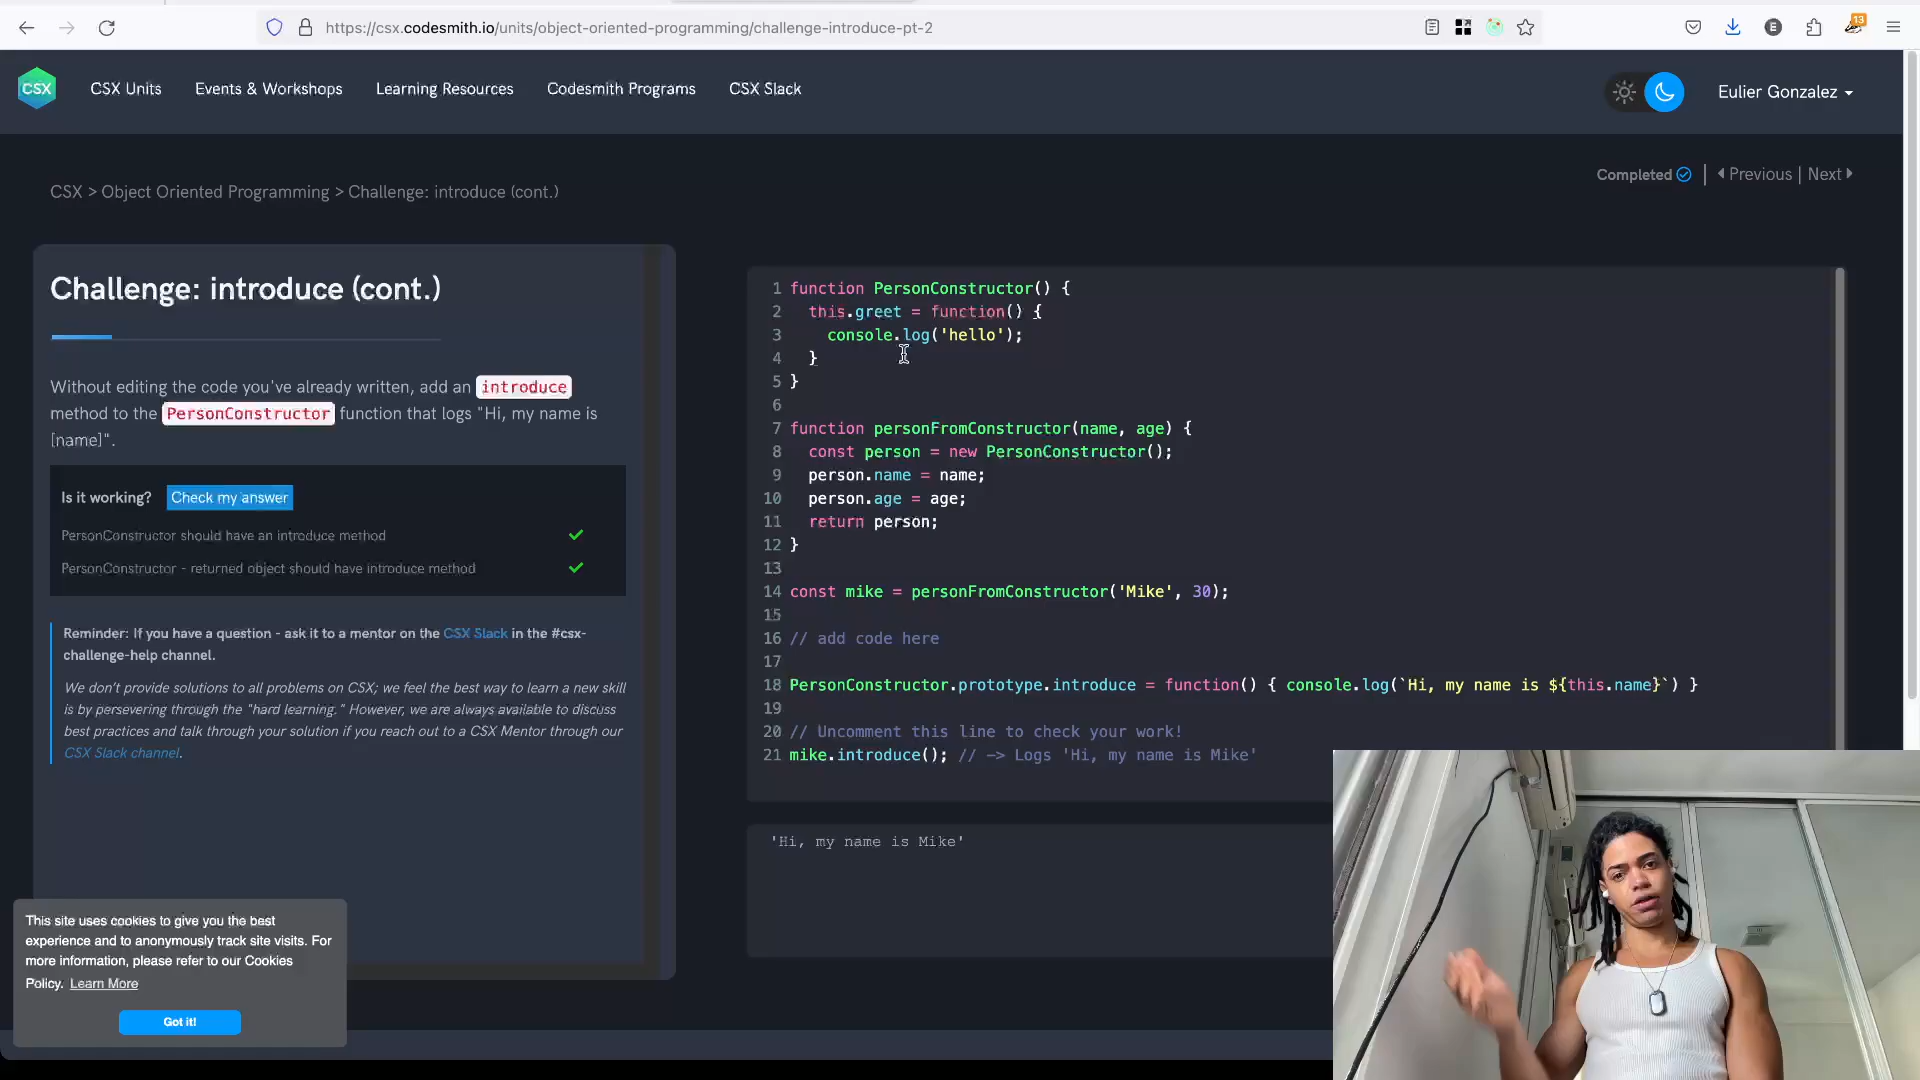 https://csx.codesmith.io/units/object-oriented-programming/challenge-introduce-pt-2
E
13
CSX
CSX Units
Events & Workshops
Learning Resources
Codesmith Programs
CSX Slack
Eulier Gonzalez
CSX > Object Oriented Programming > Challenge: introduce (cont.)
Completed | Previous | Next
Challenge: introduce (cont.)
Without editing the code you've already written, add an introduce
method to the PersonConstructor function that logs "Hi, my name is
[name]".
Is it working? Check my answer
PersonConstructor should have an introduce method
PersonConstructor - returned object should have introduce method
Reminder: If you have a question - ask it to a mentor on the CSX Slack in the #csx-
challenge-help channel.
We don't provide solutions to all problems on CSX; we feel the best way to learn a new skill
is by persevering through the "hard learning." However, we are always available to discuss
best practices and talk through your solution if you reach out to a CSX Mentor through our
CSX Slack channel.
1 function PersonConstructor() {
2 this.greet = function() {
3 console.log('hello');
4 }
5 }
6
7 function personFromConstructor(name, age) {
8 const person = new PersonConstructor();
9 person.name = name;
10 person.age = age;
11 return person;
12 }
13
14 const mike = personFromConstructor('Mike', 30);
15
16 // add code here
17
18 PersonConstructor.prototype.introduce = function() { console.log(`Hi, my name is ${this.name}`) }
19
20 // Uncomment this line to check your work!
21 mike.introduce(); // -> Logs 'Hi, my name is Mike'
'Hi, my name is Mike'
This site uses cookies to give you the best
experience and to anonymously track site visits. For
more information, please refer to our Cookies
Policy. Learn More
Got it!